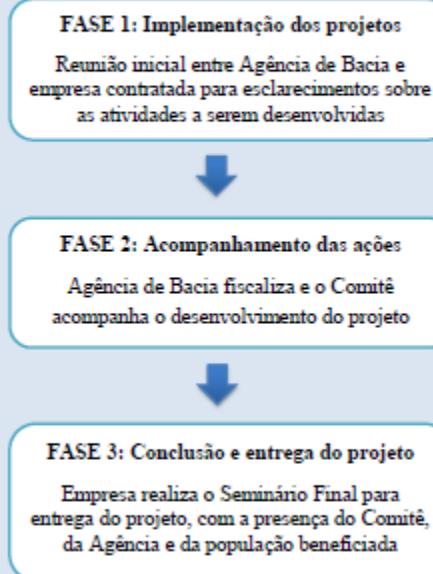 FASE 1: Implementação dos projetos
Reunião inicial entre Agência de Bacia e
empresa contratada para esclarecimentos sobre
as atividades a serem desenvolvidas
FASE 2: Acompanhamento das ações
Agência de Bacia fiscaliza e o Comitê
acompanha o desenvolvimento do projeto
FASE 3: Conclusão e entrega do projeto
Empresa realiza o Seminário Final para
entrega do projeto, com a presença do Comitê,
da Agência e da população beneficiada